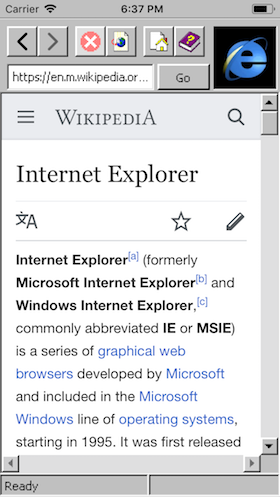 Carrier 6:37 PM
https://en.m.wikipedia.or... Go
WIKIPEDIA
Internet Explorer
文A
Internet Explorer[a] (formerly
Microsoft Internet Explorer[b] and
Windows Internet Explorer,[c]
commonly abbreviated IE or MSIE)
is a series of graphical web
browsers developed by Microsoft
and included in the Microsoft
Windows line of operating systems,
starting in 1995. It was first released
Ready